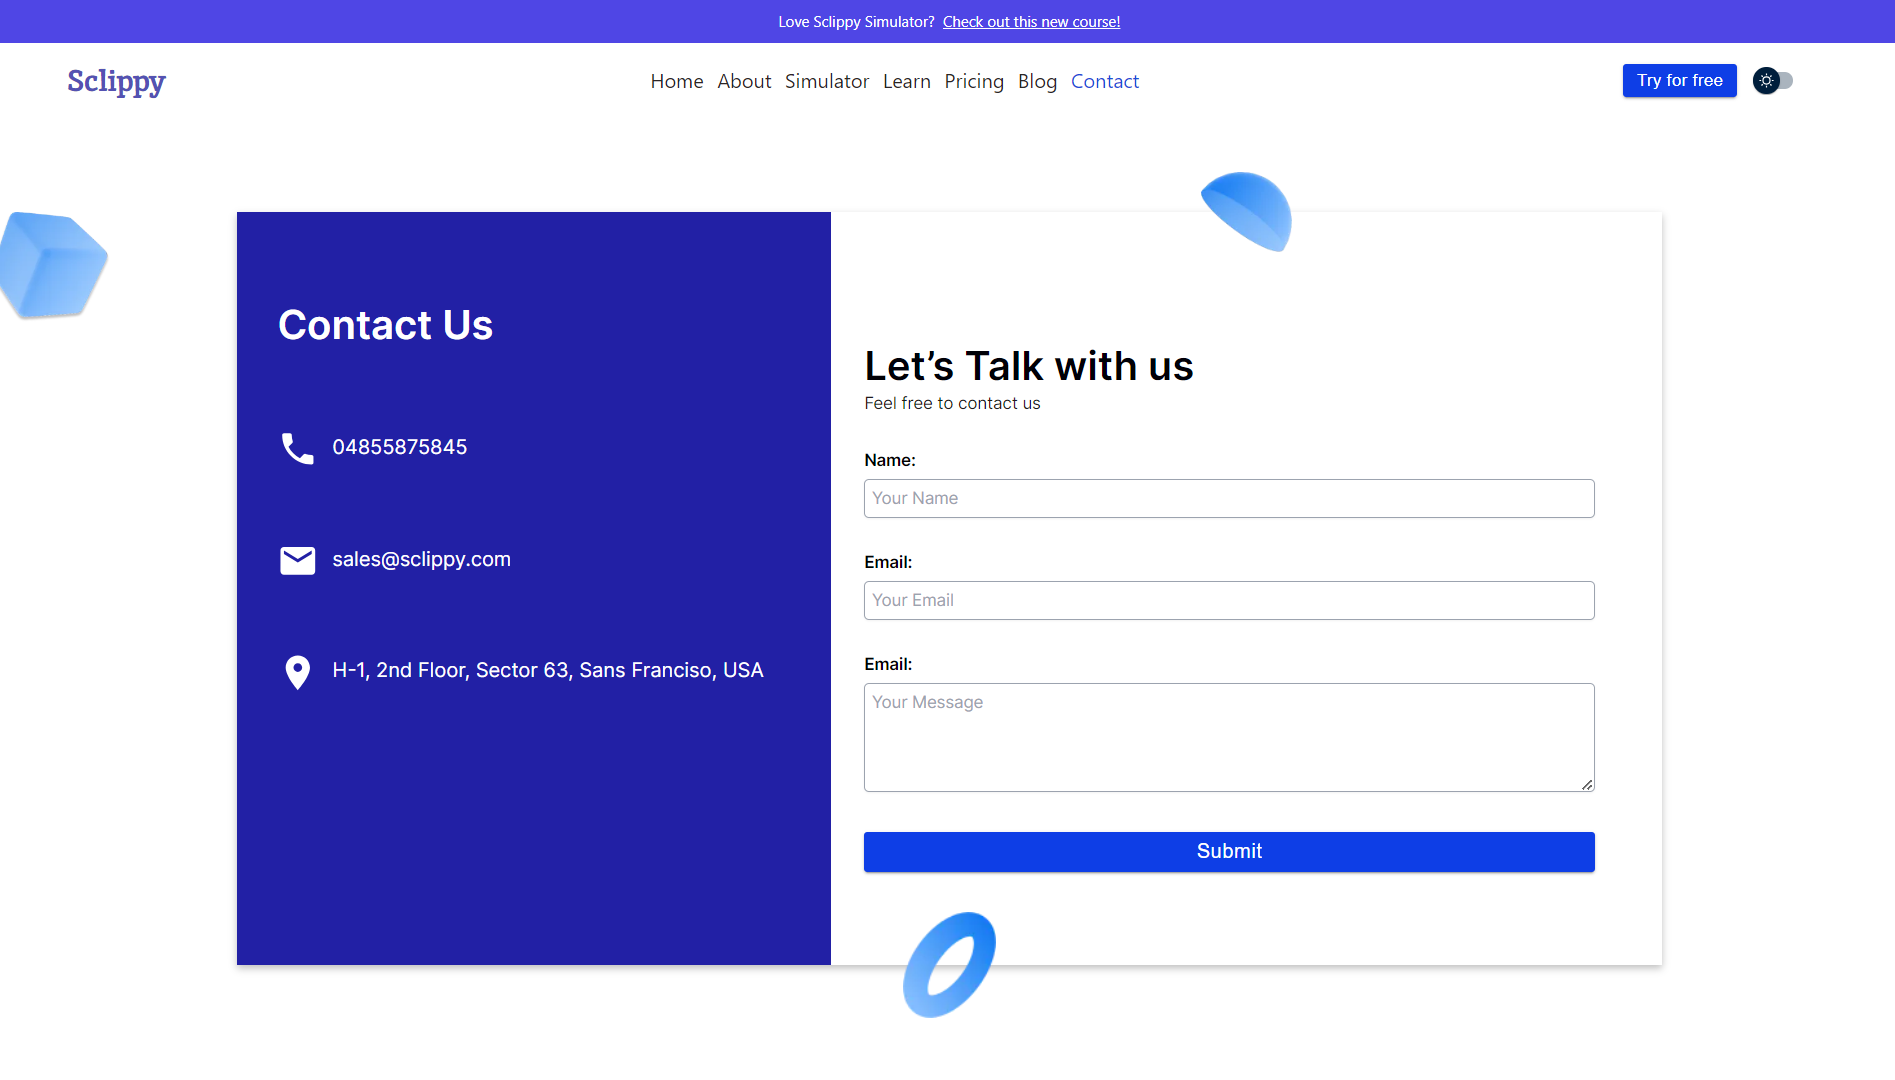 Love Sclippy Simulator? Check out this new course!
Sclippy
Home About Simulator Learn Pricing Blog Contact
Try for free
Contact Us
04855875845
sales@sclippy.com
H-1, 2nd Floor, Sector 63, Sans Franciso, USA
Let’s Talk with us
Feel free to contact us
Name:
Your Name
Email:
Your Email
Email:
Your Message
Submit